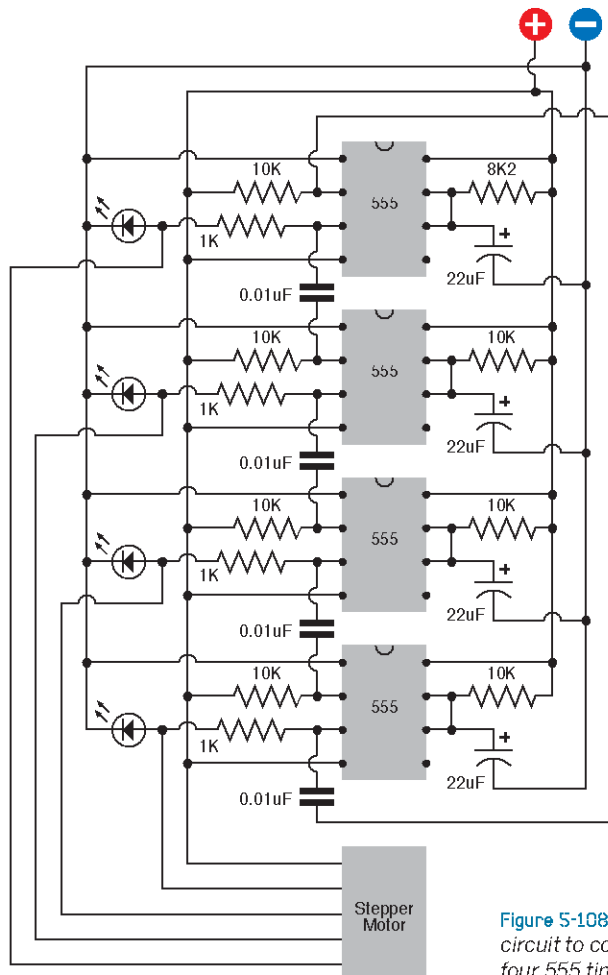 + −
10K
8K2
555
+
1K
22uF
0.01uF
10K
10K
555
+
1K
22uF
0.01uF
10K
10K
555
+
1K
22uF
0.01uF
10K
10K
555
+
1K
22uF
0.01uF
Stepper
Motor
Figure 5-108
circuit to co
four 555 tin